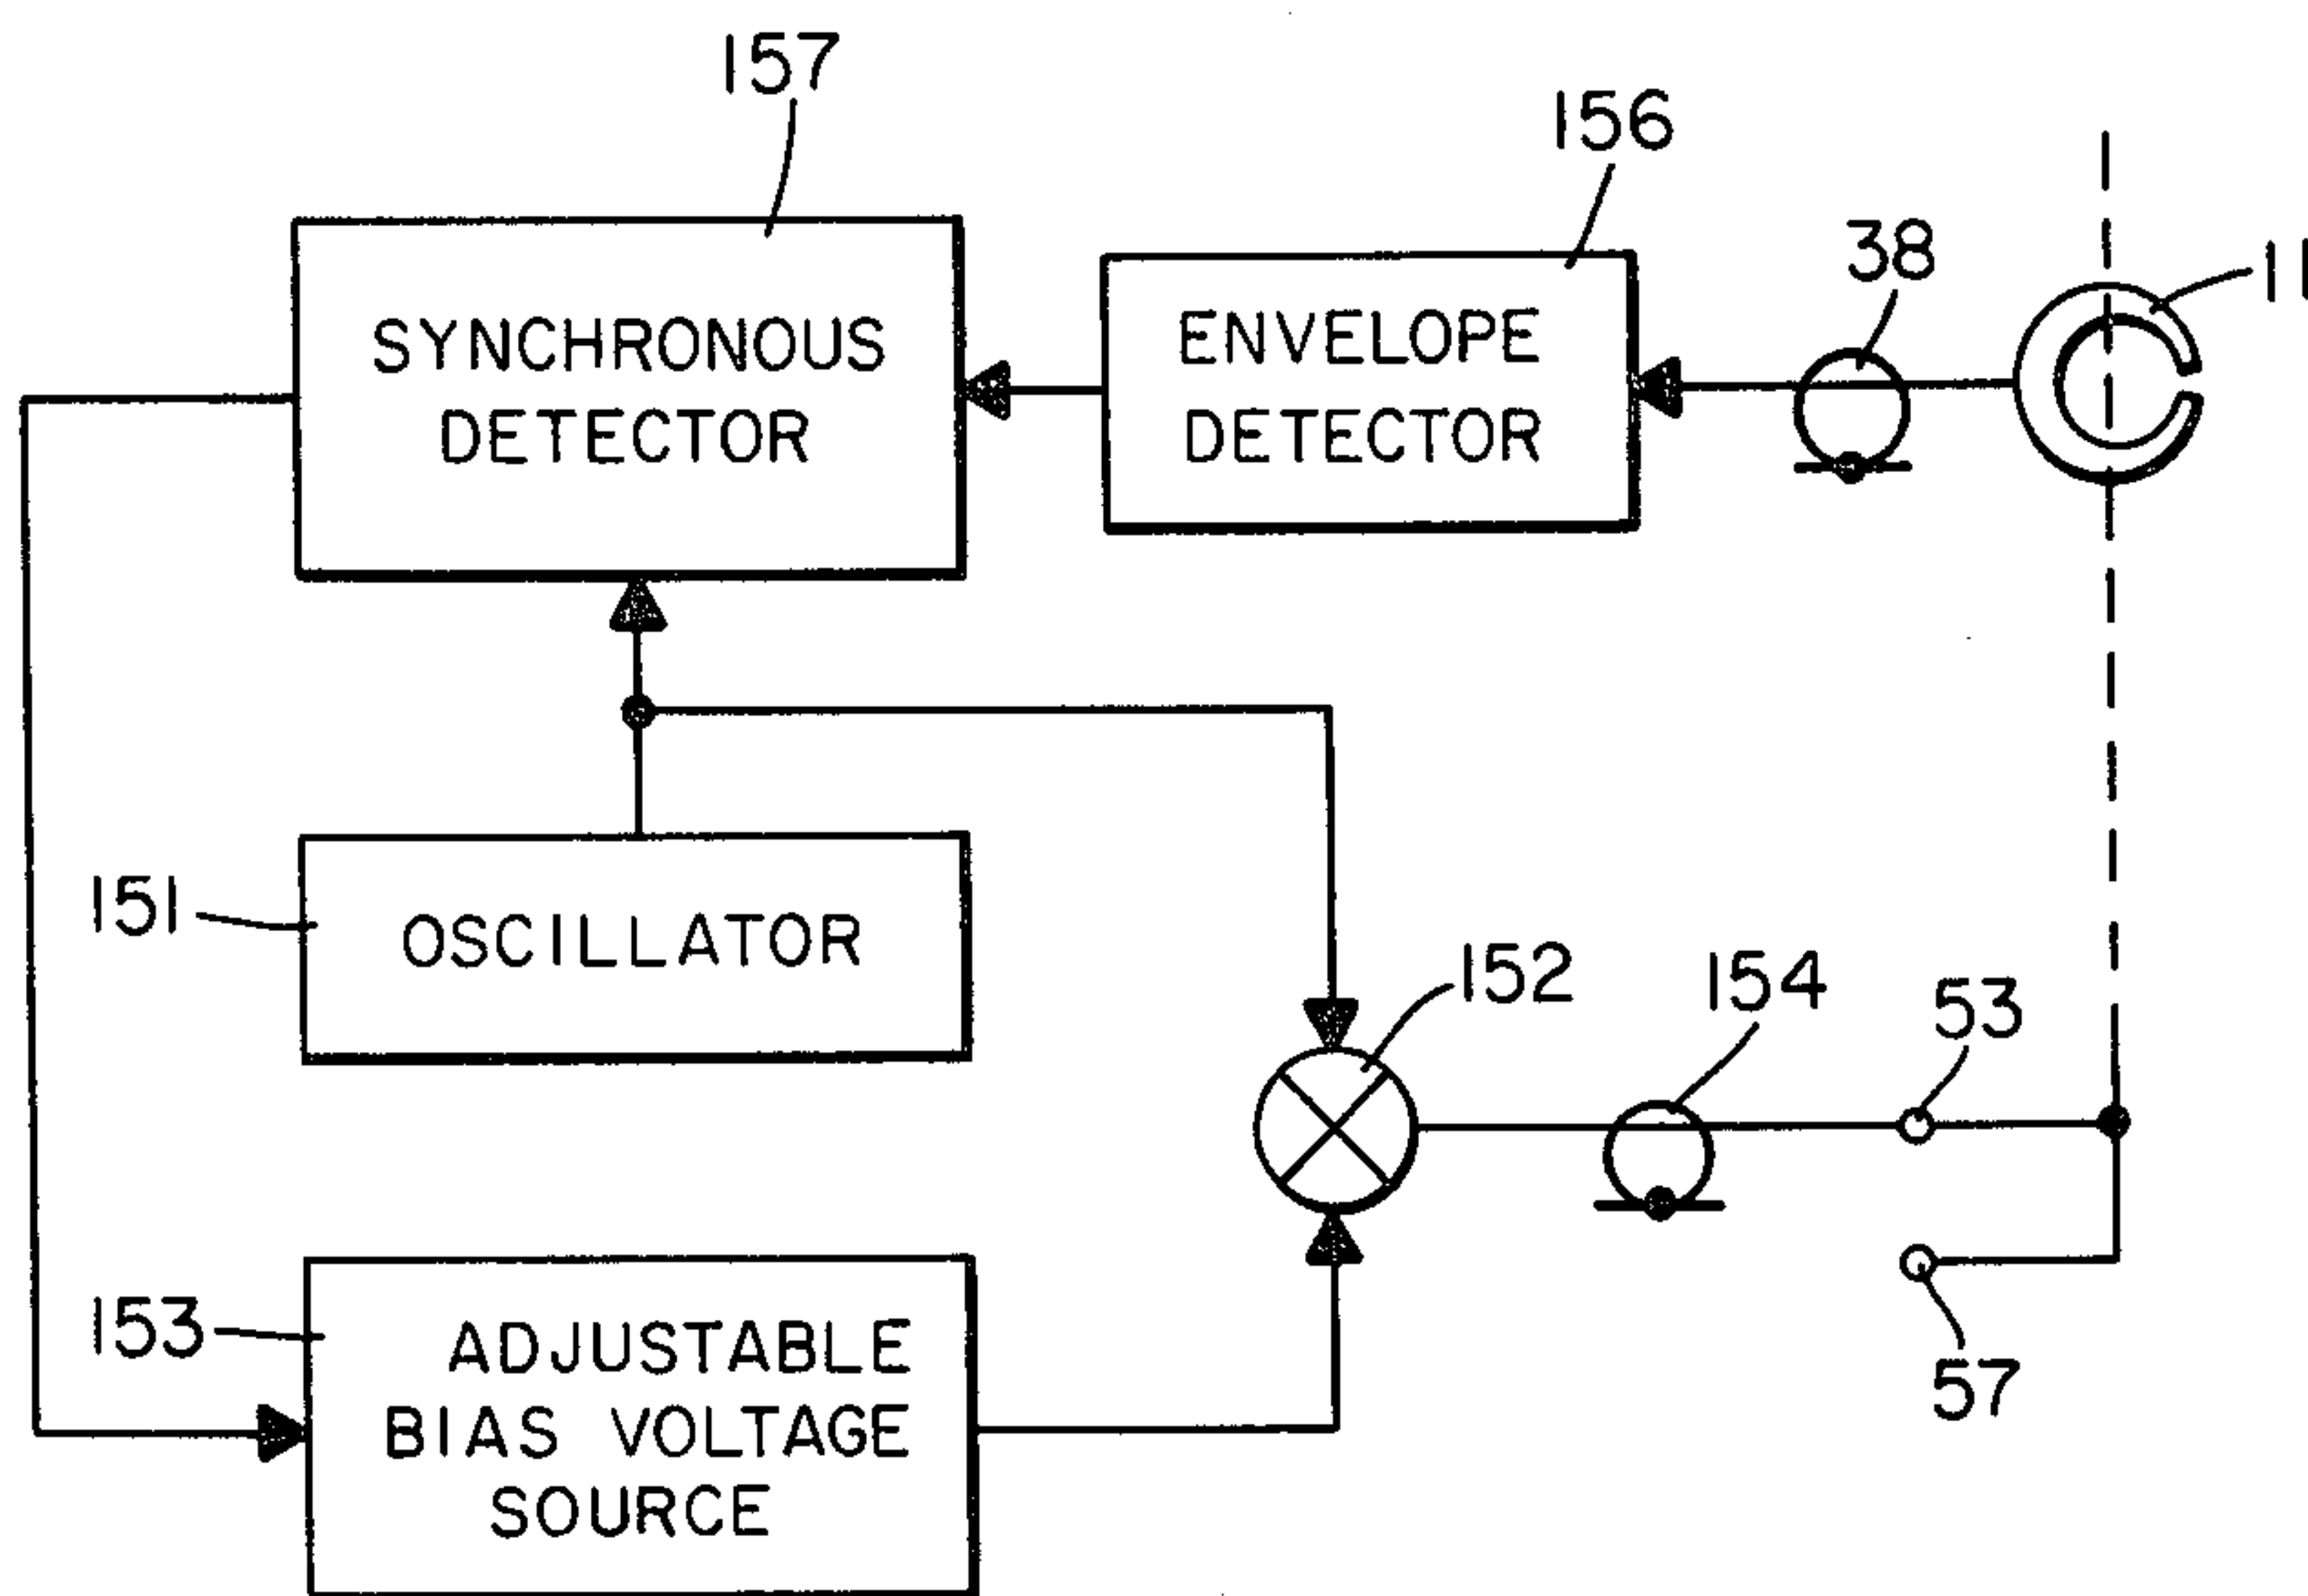 157
156
38
11
SYNCHRONOUS
DETECTOR
ENVELOPE
DETECTOR
151
OSCILLATOR
152
154
53
153
ADJUSTABLE
BIAS VOLTAGE
SOURCE
57